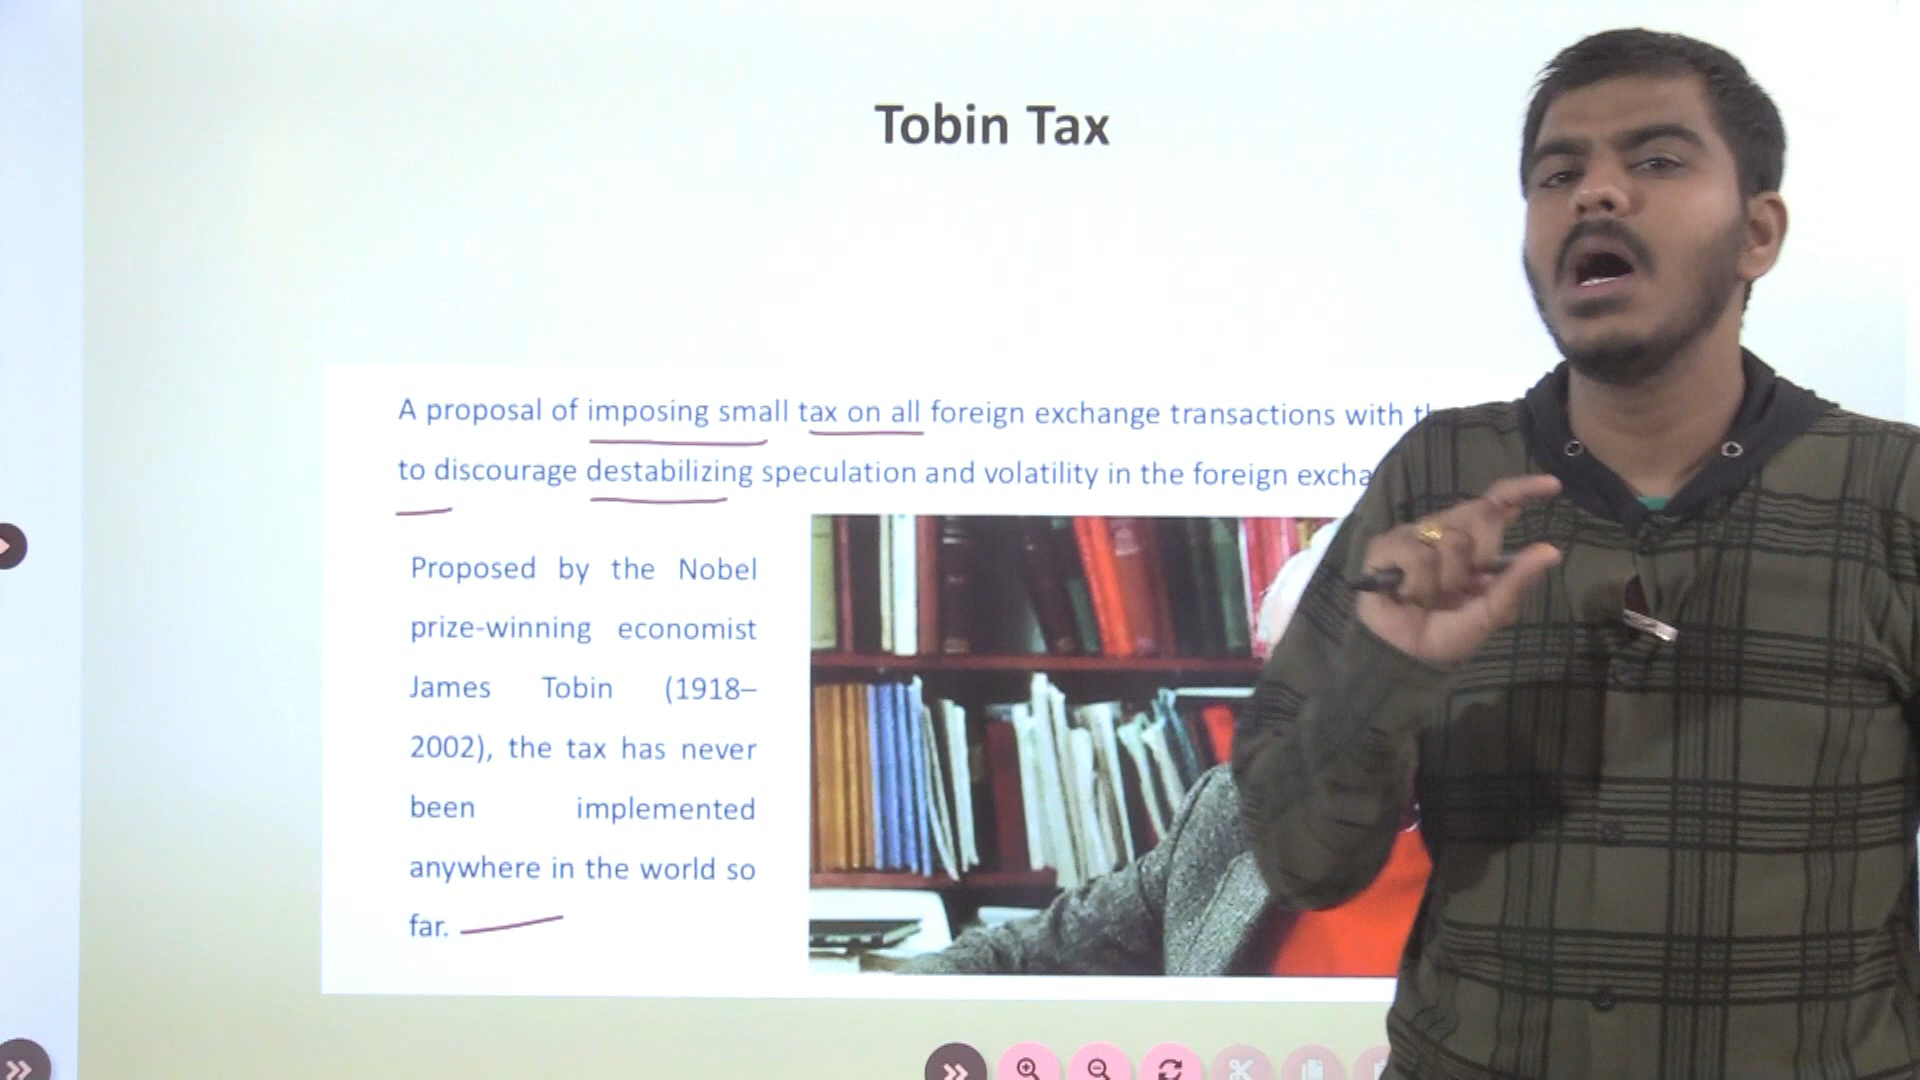 Tobin Tax
A proposal of imposing small tax on all foreign exchange transactions with
to discourage destabilizing speculation and volatility in the foreign
Proposed by the Nobel
prize-winning economist
James Tobin (1918–
2002), the tax has never
been implemented
anywhere in the world so
far.